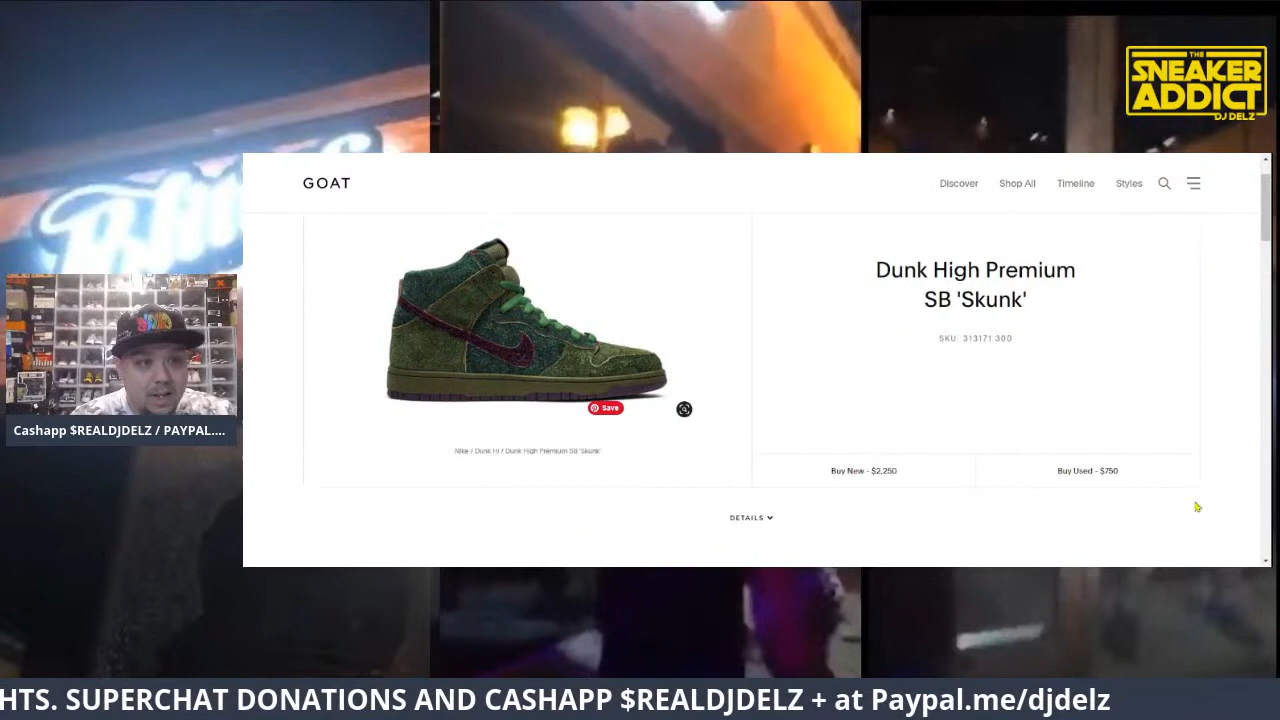 THE
SNEAKER
ADDICT
DJ DELZ
GOAT
Discover
Shop All
Timeline
Styles
Dunk High Premium
SB 'Skunk'
SKU: 313171 300
Save
Nike / Dunk Hi / Dunk High Premium SB 'Skunk'
Buy New - $2,250
Buy Used - $750
DETAILS
Cashapp $REALDJDELZ / PAYPAL....
HTS. SUPERCHAT DONATIONS AND CASHAPP $REALDJDELZ + at Paypal.me/djdelz